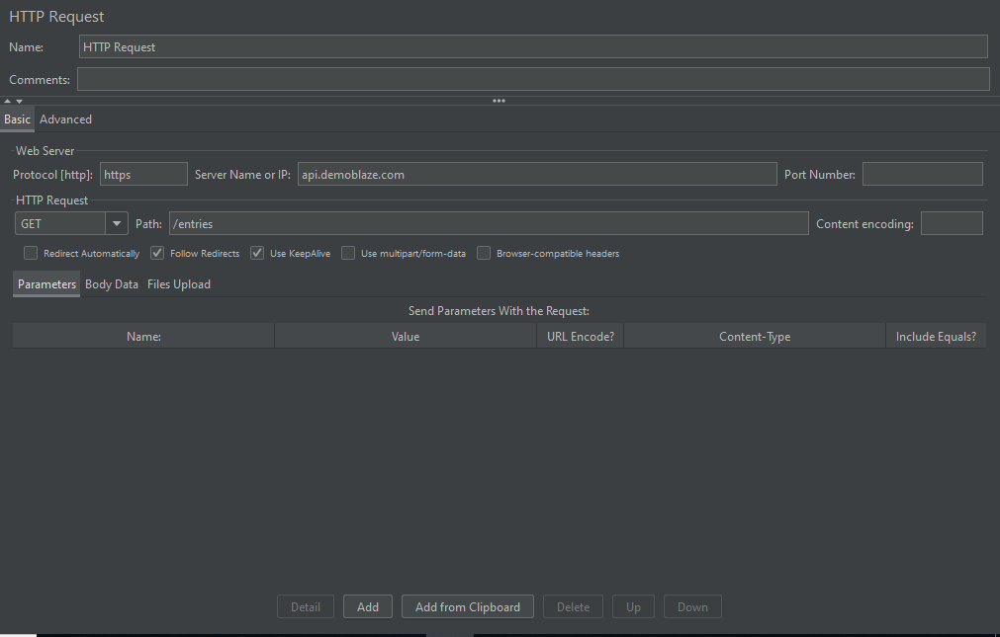 HTTP Request
Name: HTTP Request
Comments:
Basic Advanced
Web Server
Protocol [http]: https Server Name or IP: api.demoblaze.com Port Number:
HTTP Request
GET Path: /entries Content encoding:
Redirect Automatically Follow Redirects Use KeepAlive Use multipart/form-data Browser-compatible headers
Parameters Body Data Files Upload
Send Parameters With the Request:
Name: Value URL Encode? Content-Type Include Equals?
Detail Add Add from Clipboard Delete Up Down